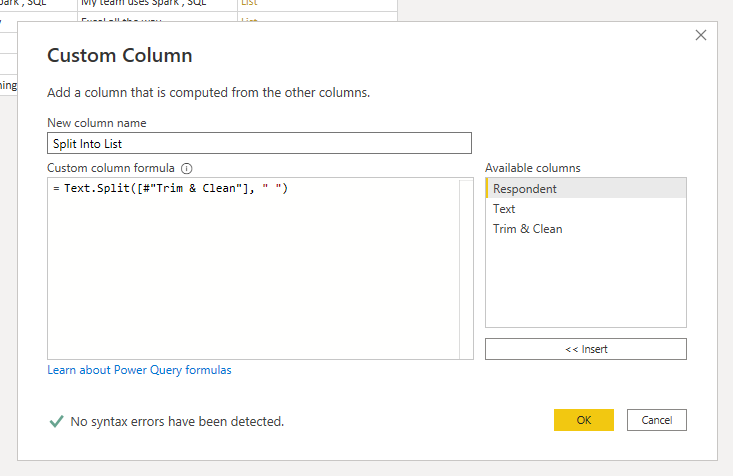 park , SQL My team uses Spark , SQL List
Excel all the way List
ning
Custom Column
Add a column that is computed from the other columns.
New column name
Split Into List
Custom column formula
Available columns
= Text.Split([#"Trim & Clean"], " ")
Respondent
Text
Trim & Clean
<< Insert
Learn about Power Query formulas
No syntax errors have been detected.
OK
Cancel